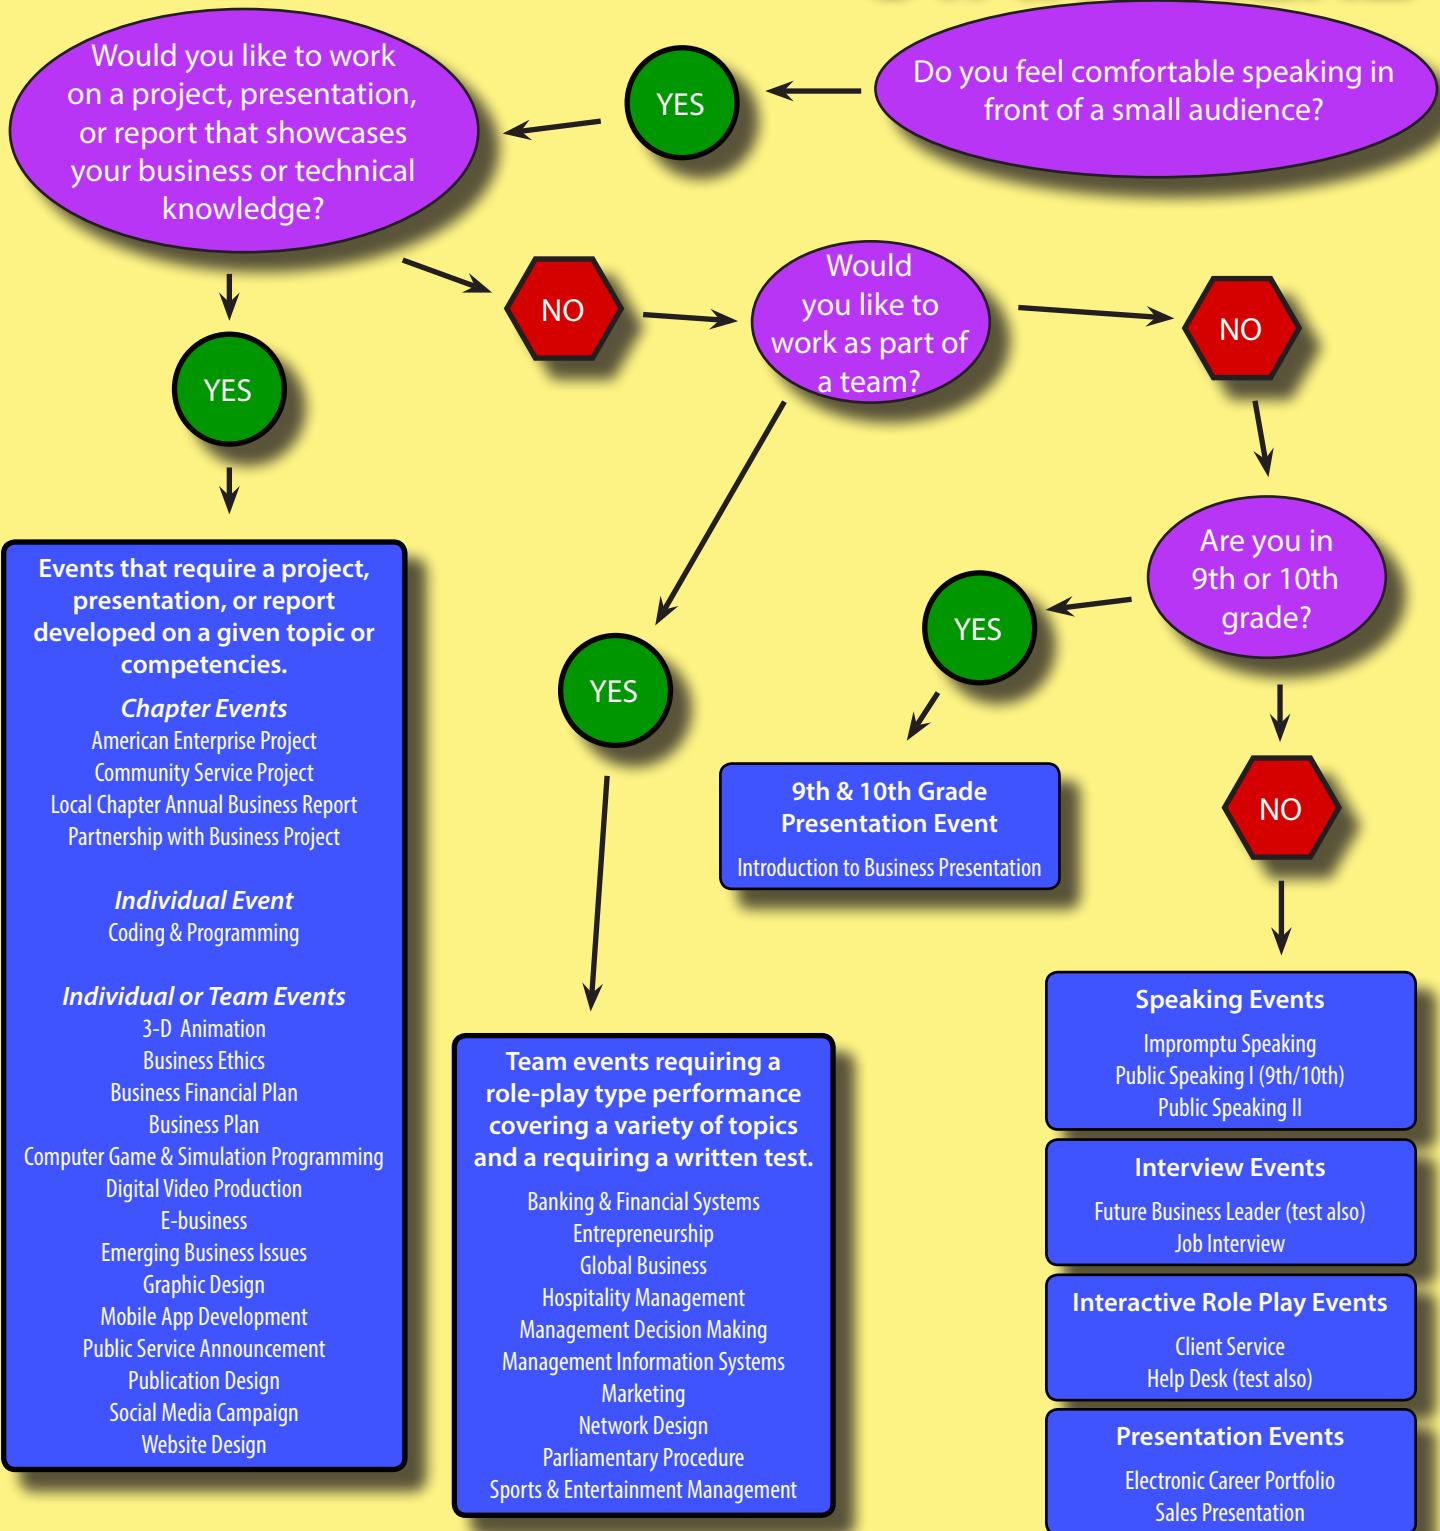 Would you like to work
on a project, presentation,
or report that showcases
your business or technical
knowledge?
YES
Do you feel comfortable speaking in
front of a small audience?
NO
Would
you like to
work as part of
a team?
NO
YES
Are you in
9th or 10th
grade?
YES
YES
NO
Events that require a project,
presentation, or report
developed on a given topic or
competencies.
Chapter Events
American Enterprise Project
Community Service Project
Local Chapter Annual Business Report
Partnership with Business Project
Individual Event
Coding & Programming
Individual or Team Events
3-D Animation
Business Ethics
Business Financial Plan
Business Plan
Computer Game & Simulation Programming
Digital Video Production
E-business
Emerging Business Issues
Graphic Design
Mobile App Development
Public Service Announcement
Publication Design
Social Media Campaign
Website Design
9th & 10th Grade
Presentation Event
Introduction to Business Presentation
Team events requiring a
role-play type performance
covering a variety of topics
and a requiring a written test.
Banking & Financial Systems
Entrepreneurship
Global Business
Hospitality Management
Management Decision Making
Management Information Systems
Marketing
Network Design
Parliamentary Procedure
Sports & Entertainment Management
Speaking Events
Impromptu Speaking
Public Speaking I (9th/10th)
Public Speaking II
Interview Events
Future Business Leader (test also)
Job Interview
Interactive Role Play Events
Client Service
Help Desk (test also)
Presentation Events
Electronic Career Portfolio
Sales Presentation